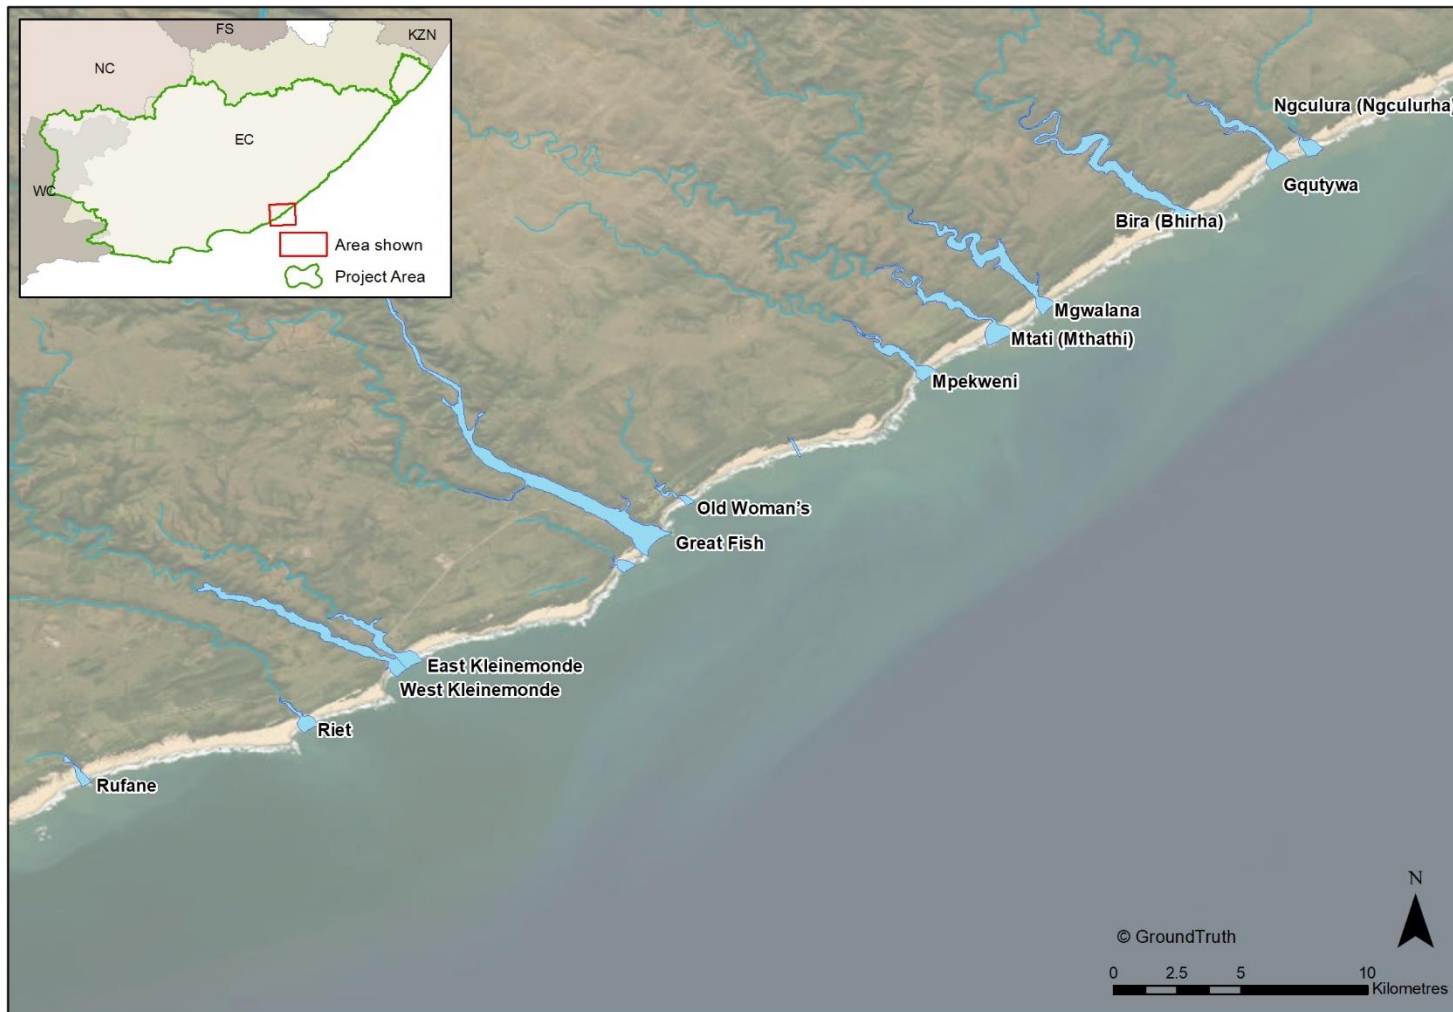 FS
KZN
NC
EC
WC
Area shown
Project Area
Ngculura (Ngculurha)
Gqutywa
Bira (Bhirha)
Mgwalana
Mtati (Mthathi)
Mpekweni
Old Woman's
Great Fish
East Kleinemonde
West Kleinemonde
Riet
Rufane
N
© GroundTruth
0 2.5 5 10
Kilometres